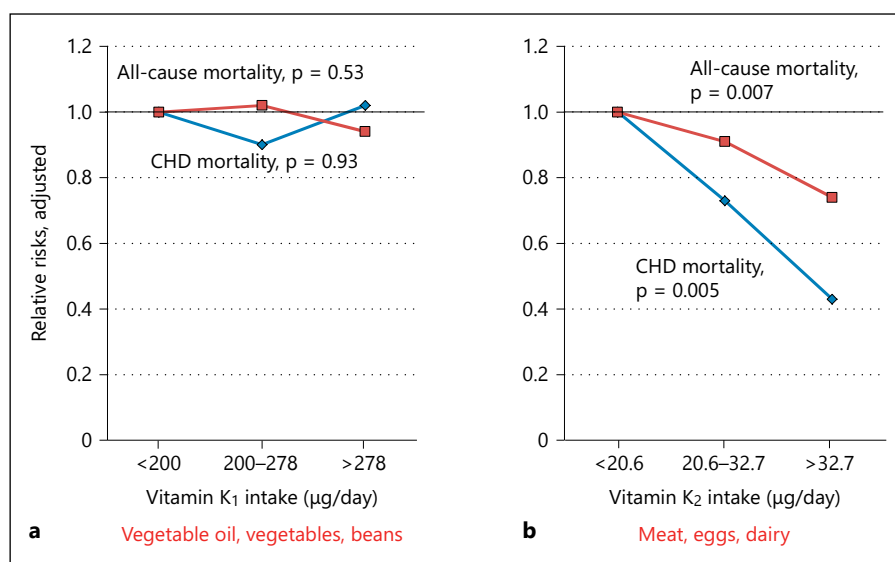 Relative risks, adjusted
1.2
1.0
0.8
0.6
0.4
0.2
0
All-cause mortality, p = 0.53
CHD mortality, p = 0.93
<200
200–278
>278
Vitamin K₁ intake (µg/day)
a
Vegetable oil, vegetables, beans
1.2
1.0
0.8
0.6
0.4
0.2
0
All-cause mortality,
p = 0.007
CHD mortality,
p = 0.005
<20.6
20.6–32.7
>32.7
Vitamin K₂ intake (µg/day)
b
Meat, eggs, dairy